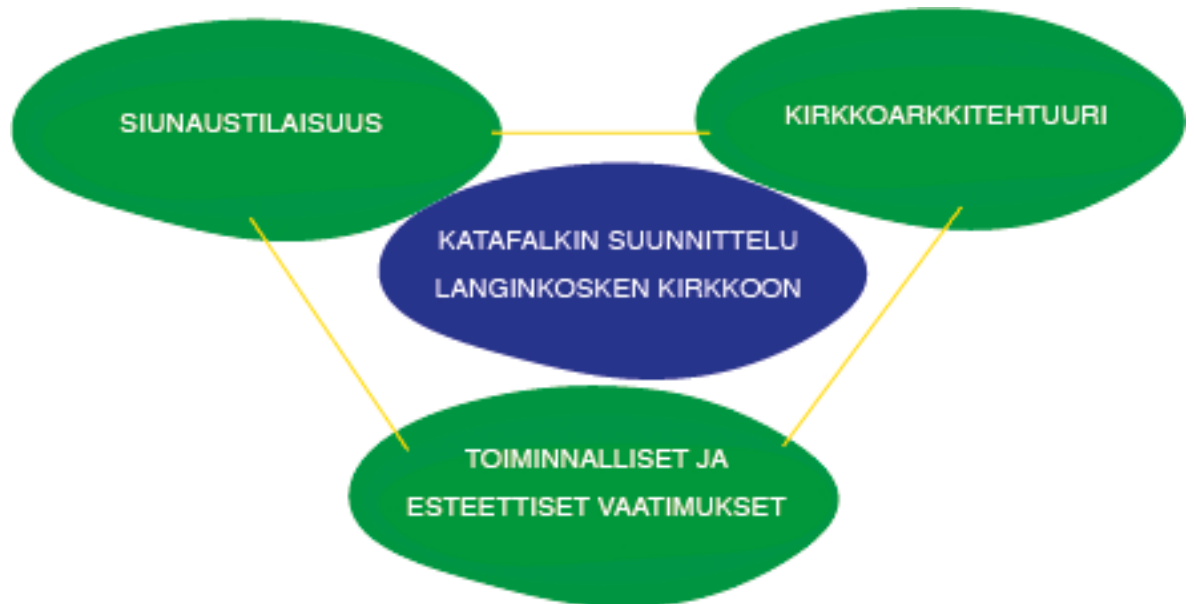 SIUNAUSTILAISUUS
KIRKKOARKKITEHTUURI
KATAFALKIN SUUNNITTELU
LANGINKOSKEN KIRKKOON
TOIMINNALLISET JA
ESTEETTISET VAATIMUKSET